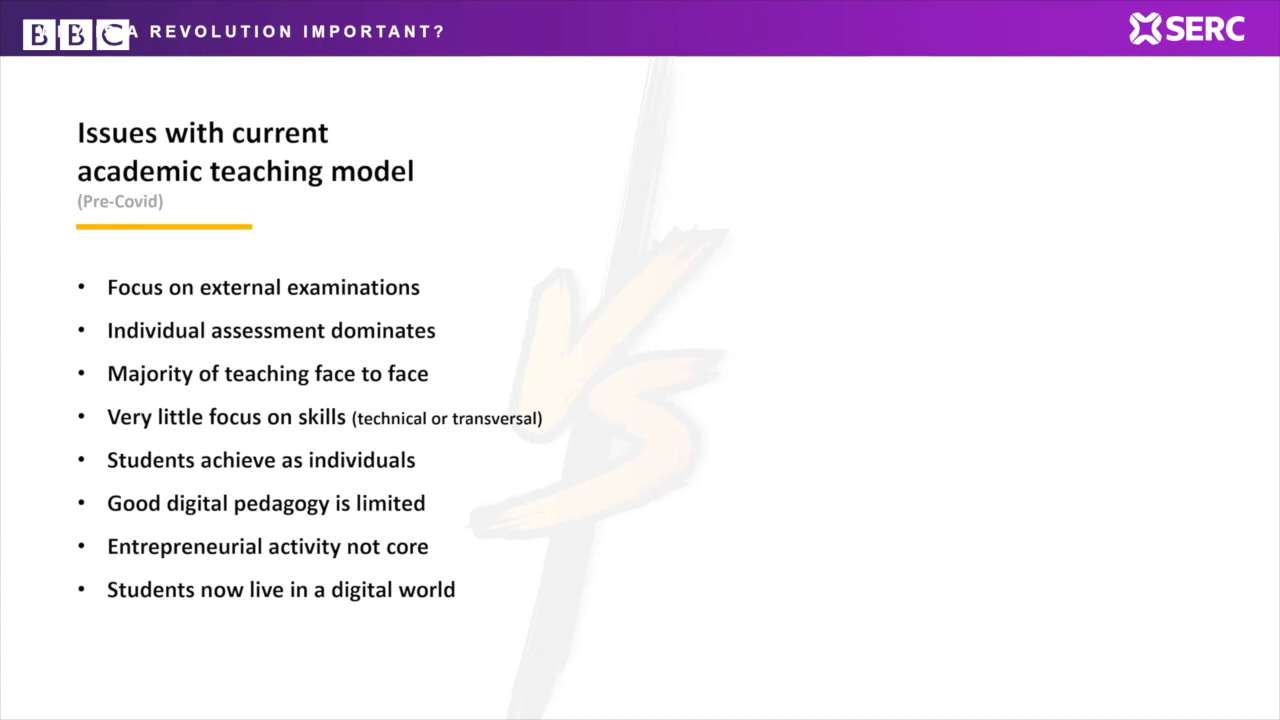 BBC
A REVOLUTION IMPORTANT?
SERC
Issues with current
academic teaching model
(Pre-Covid)
VS
• Focus on external examinations
• Individual assessment dominates
• Majority of teaching face to face
• Very little focus on skills (technical or transversal)
• Students achieve as individuals
• Good digital pedagogy is limited
• Entrepreneurial activity not core
• Students now live in a digital world